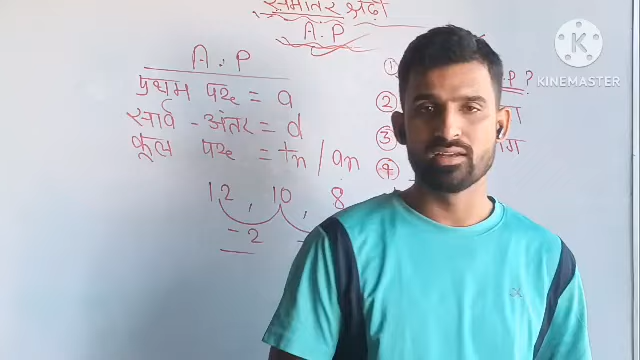 समांतर श्रेढ़ी
A.P
A.P
प्रथम पद = a
सार्व - अंतर = d
कुल पद = tn / an
12 , 10 , 8
-2 -
①
②
③
④
.P ?
ग
K
KINEMASTER